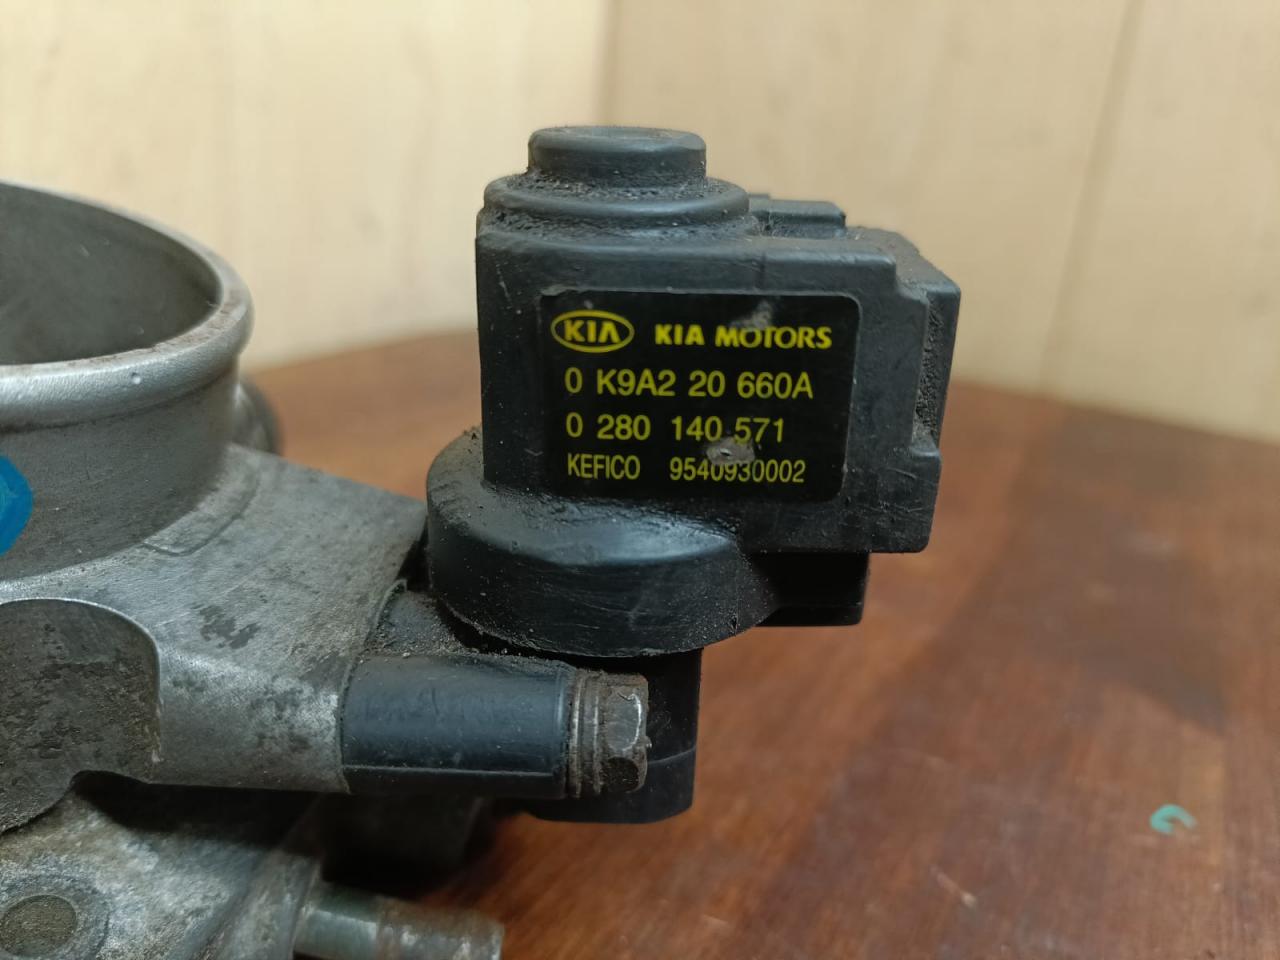 KIA KIA MOTORS
0 K9A2 20 660A
0 280 140 571
KEFICO 9540930002